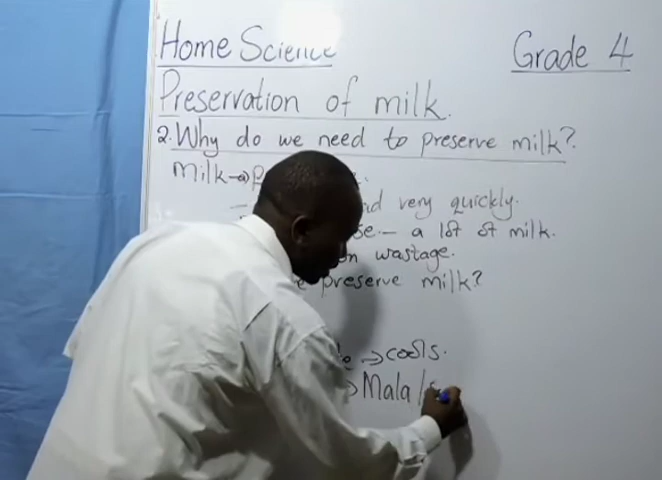 Home Science
Grade 4
Preservation of milk.
2. Why do we need to preserve milk?
Milk →
very quickly.
- a lot of milk.
wastage.
preserve milk?
→ cools.
Mala /